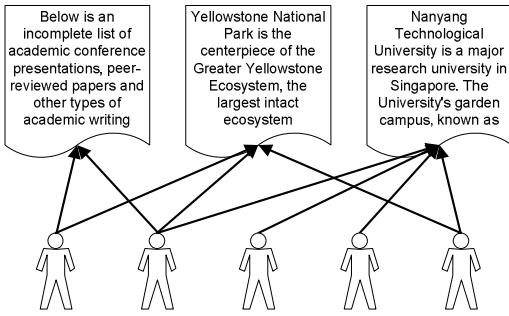 Below is an
incomplete list of
academic conference
presentations, peer-
reviewed papers and
other types of
academic writing
Yellowstone National
Park is the
centerpiece of the
Greater Yellowstone
Ecosystem, the
largest intact
ecosystem
Nanyang
Technological
University is a major
research university in
Singapore. The
University's garden
campus, known as